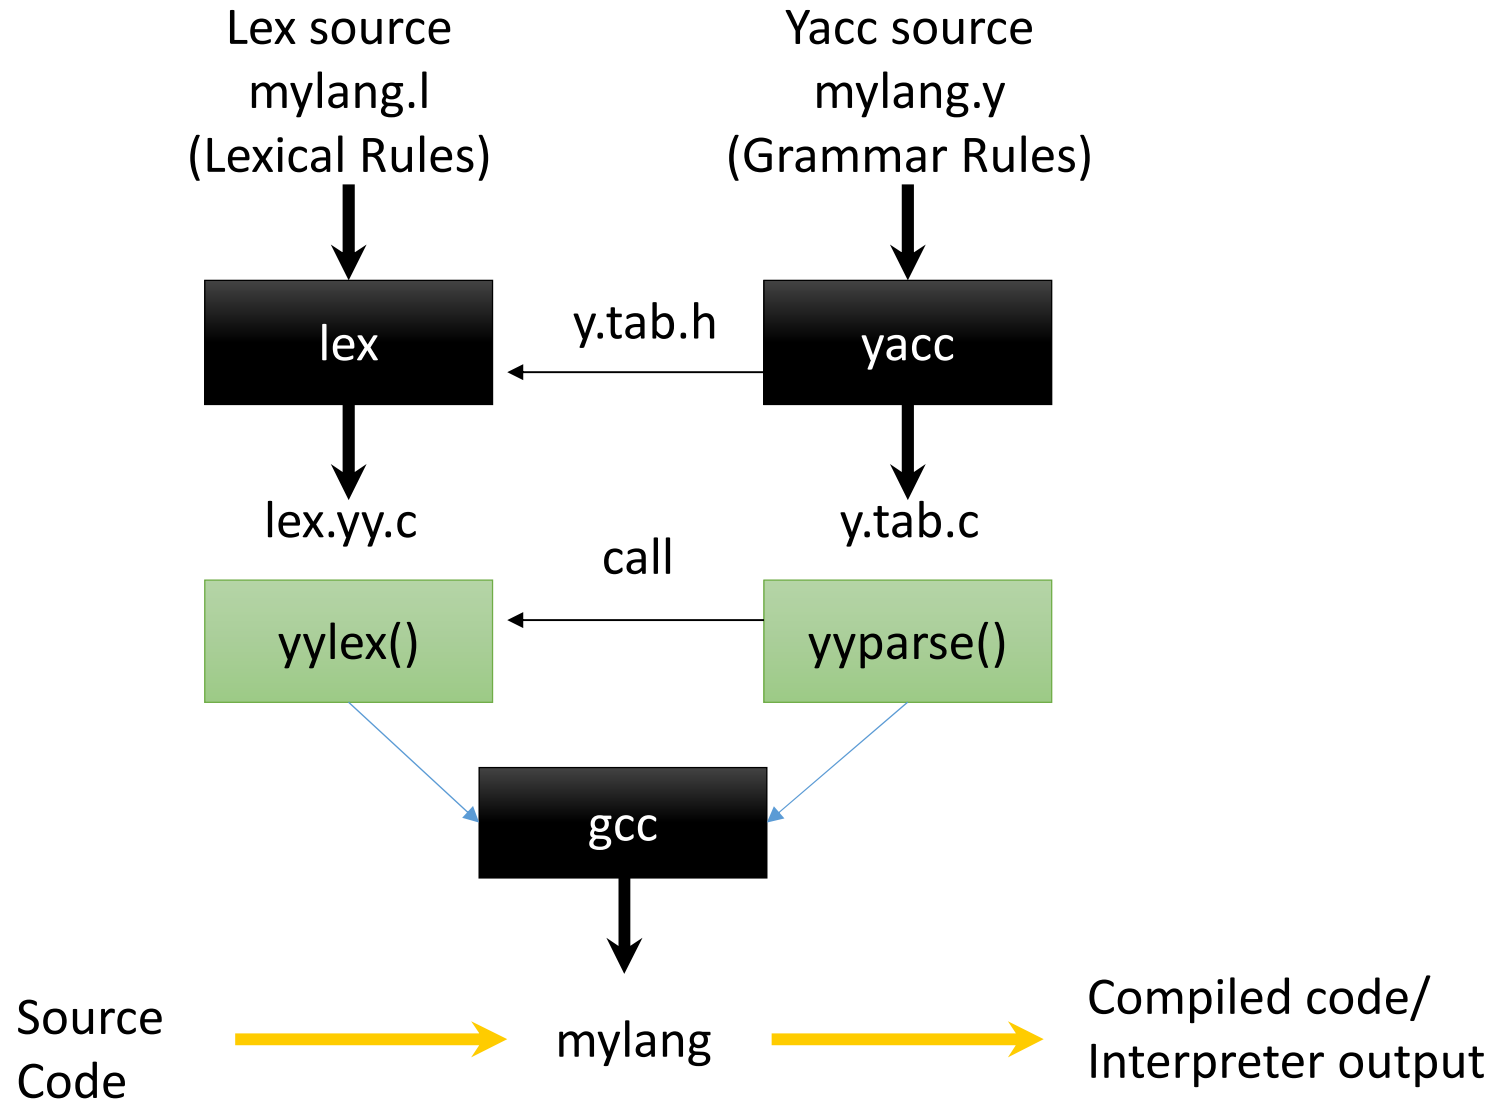 Lex source
mylang.l
(Lexical Rules)
Yacc source
mylang.y
(Grammar Rules)
lex
y.tab.h
yacc
lex.yy.c
y.tab.c
call
yylex()
yyparse()
gcc
Source
Code
mylang
Compiled code/
Interpreter output